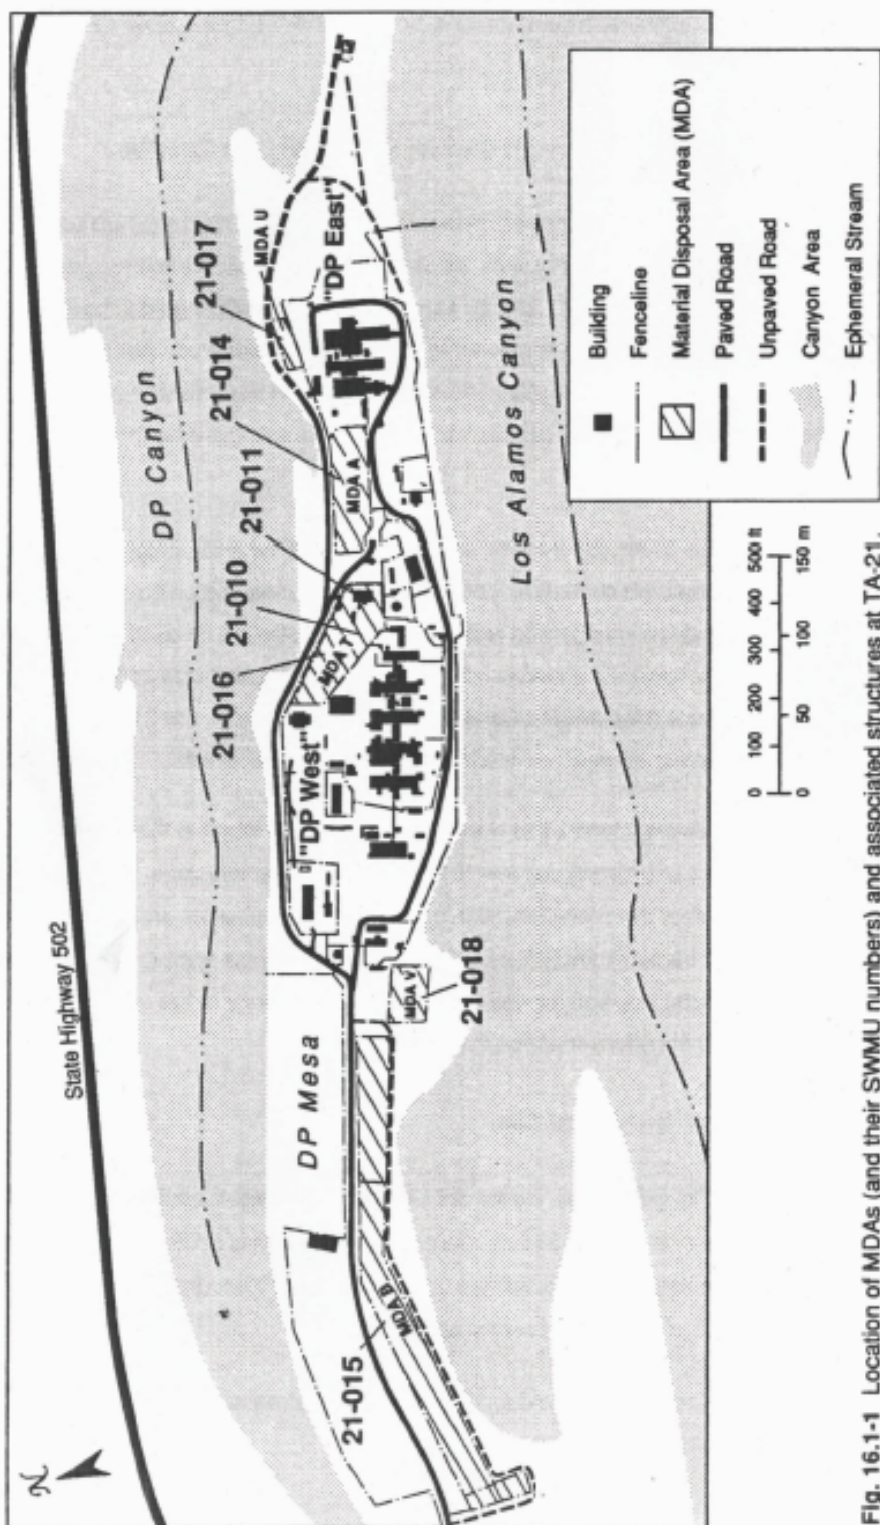 N
State Highway 502
DP Canyon
21-016
21-010
21-011
21-014
21-017
MDA U
DP Mesa
"DP West"
MDA T
MDA A
"DP East"
21-015
MDA B
MDA V
21-018
Los Alamos Canyon
Building
Fenceline
Material Disposal Area (MDA)
Paved Road
Unpaved Road
Canyon Area
Ephemeral Stream
0 100 200 300 400 500 ft
0 50 100 150 m
Fig. 16.1-1 Location of MDAs (and their SWMU numbers) and associated structures at TA-21.